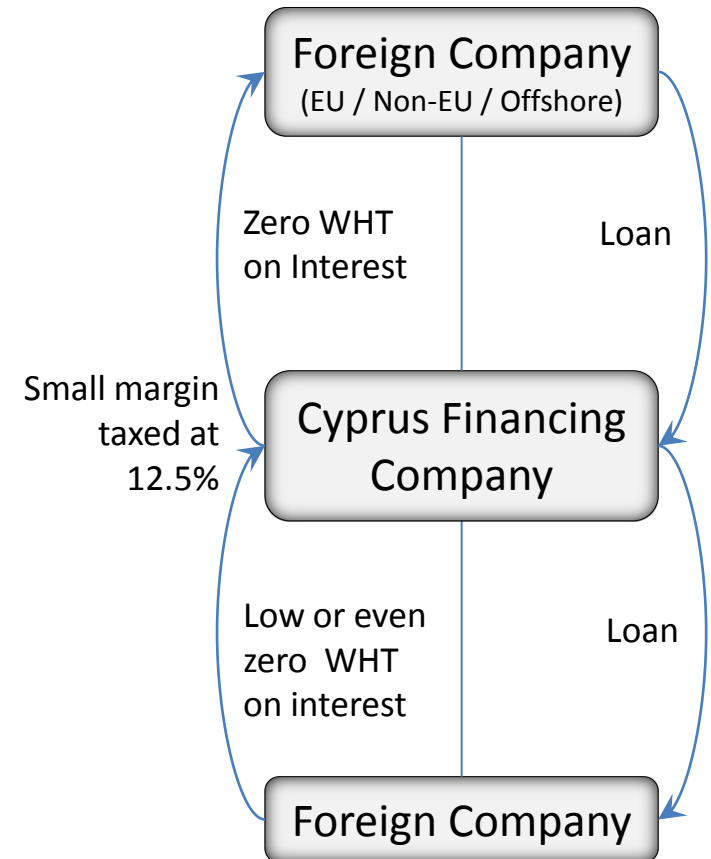 Foreign Company
(EU / Non-EU / Offshore)
Zero WHT
on Interest
Loan
Small margin
taxed at
12.5%
Cyprus Financing
Company
Low or even
zero  WHT
on interest
Loan
Foreign Company